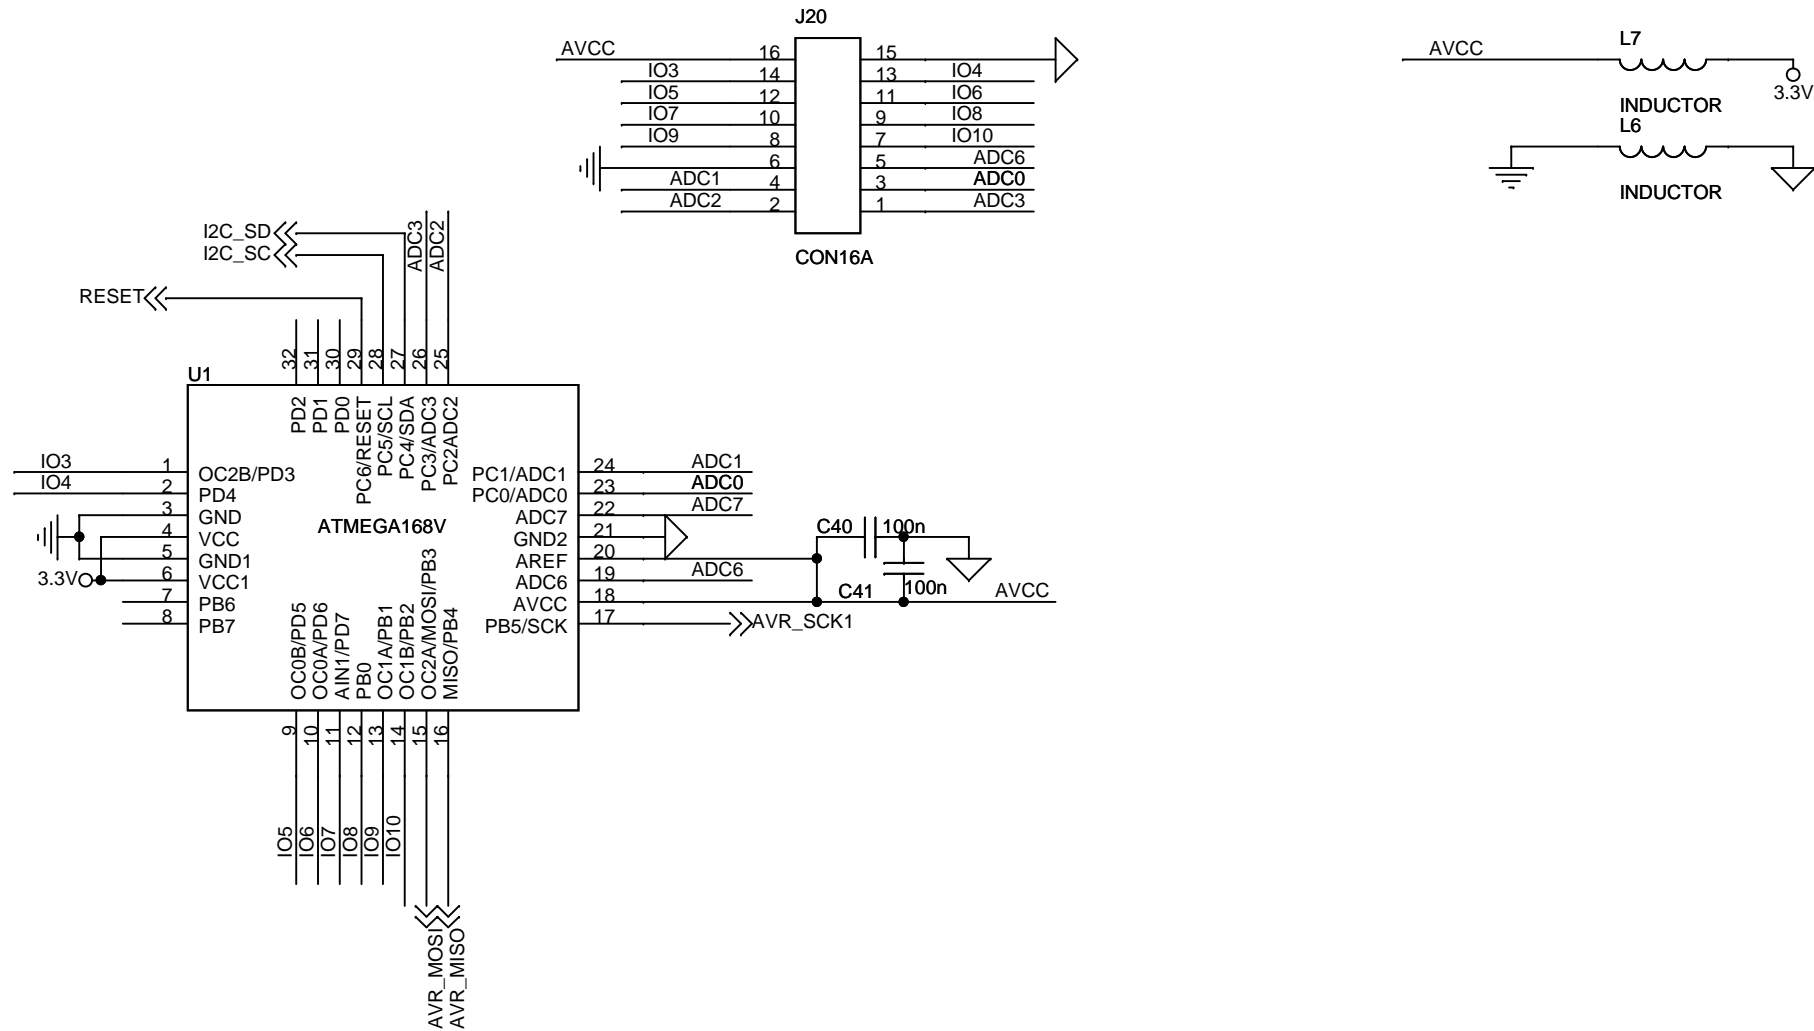 J20
AVCC 16 15
IO3 14 13 IO4
IO5 12 11 IO6
IO7 10 9 IO8
IO9 8 7 IO10
6 5 ADC6
ADC1 4 3 ADC0
ADC2 2 1 ADC3
CON16A
AVCC
L7
3.3V
INDUCTOR
L6
INDUCTOR
I2C_SD
I2C_SC
RESET
ADC3
ADC2
32
31
30
29
28
27
26
25
U1
PD2
PD1
PD0
PC6/RESET
PC5/SCL
PC4/SDA
PC3/ADC3
PC2ADC2
ATMEGA168V
IO3 1 OC2B/PD3
IO4 2 PD4
3 GND
4 VCC
5 GND1
3.3V 6 VCC1
7 PB6
8 PB7
PC1/ADC1 24 ADC1
PC0/ADC0 23 ADC0
ADC7 22 ADC7
GND2 21
AREF 20
ADC6 19 ADC6
AVCC 18
PB5/SCK 17 AVR_SCK1
C40 100n
C41 100n
AVCC
OC0B/PD5
OC0A/PD6
AIN1/PD7
PB0
OC1A/PB1
OC1B/PB2
OC2A/MOSI/PB3
MISO/PB4
9
10
11
12
13
14
15
16
IO5
IO6
IO7
IO8
IO9
IO10
AVR_MOSI
AVR_MISO